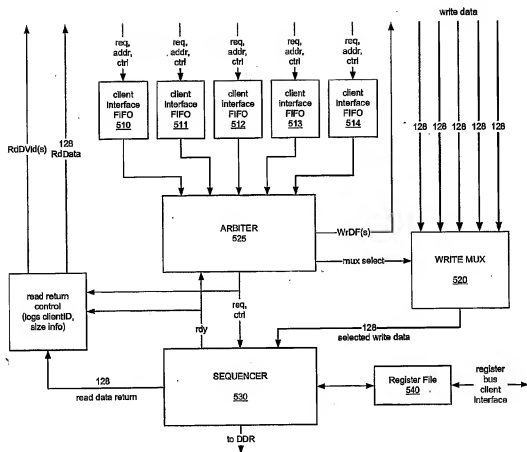 write data
req,
addr,
ctrl
req,
addr,
ctrl
req,
addr,
ctrl
req,
addr,
ctrl
req,
addr,
ctrl
client
Interface
FIFO
510
client
Interface
FIFO
511
client
Interface
FIFO
512
client
Interface
FIFO
513
client
Interface
FIFO
514
RdDVld(s)
128
RdData
128
128
128
128
128
ARBITER
525
WrDF(s)
mux select
WRITE MUX
520
read return
control
(logs clientID,
size info)
rdy
req,
ctrl
128
selected write data
128
read data return
SEQUENCER
530
Register File
540
register
bus
client
Interface
to DDR